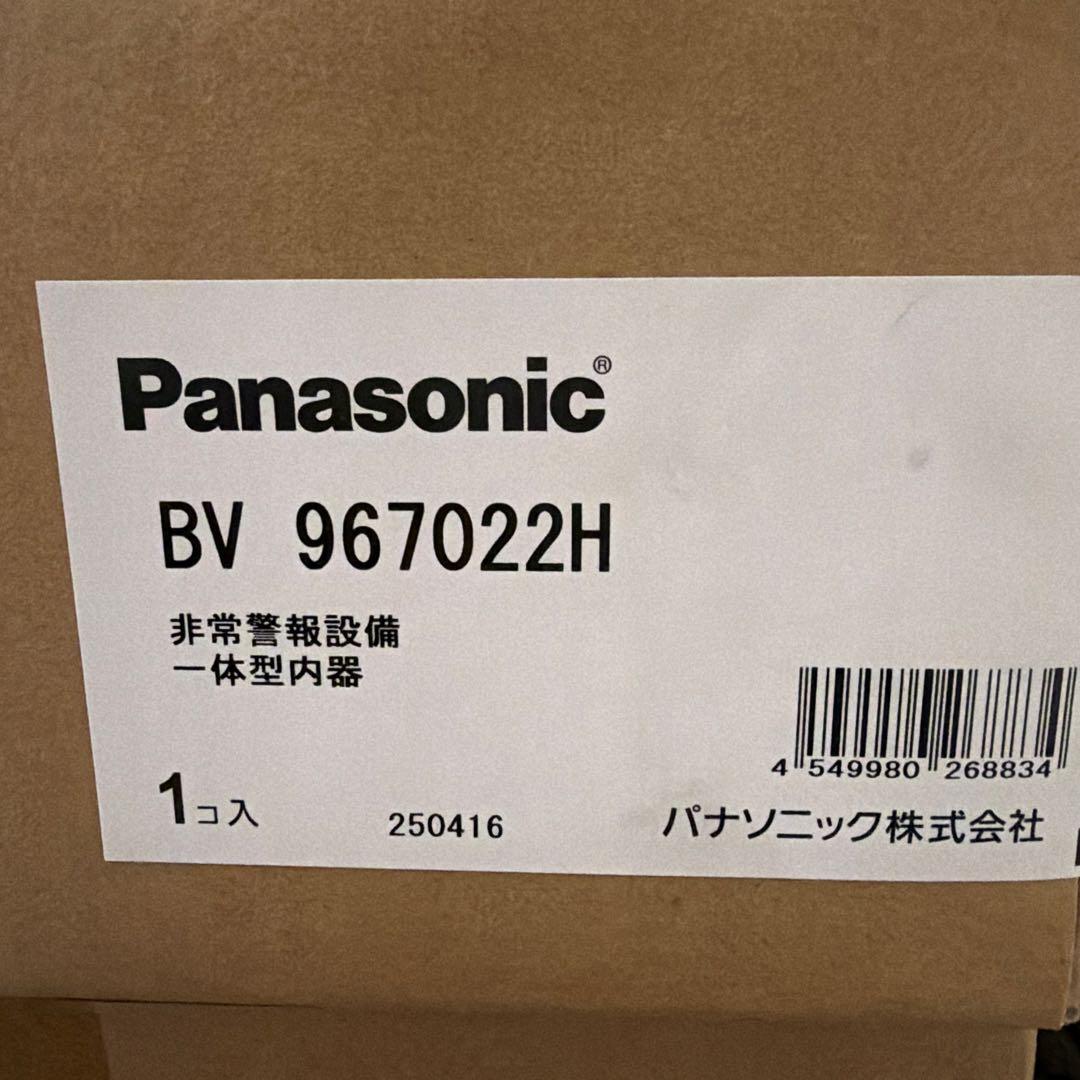 Panasonic®
BV 967022H
非常警報設備
一体型内器
4 549980 268834
1コ入
250416
パナソニック株式会社